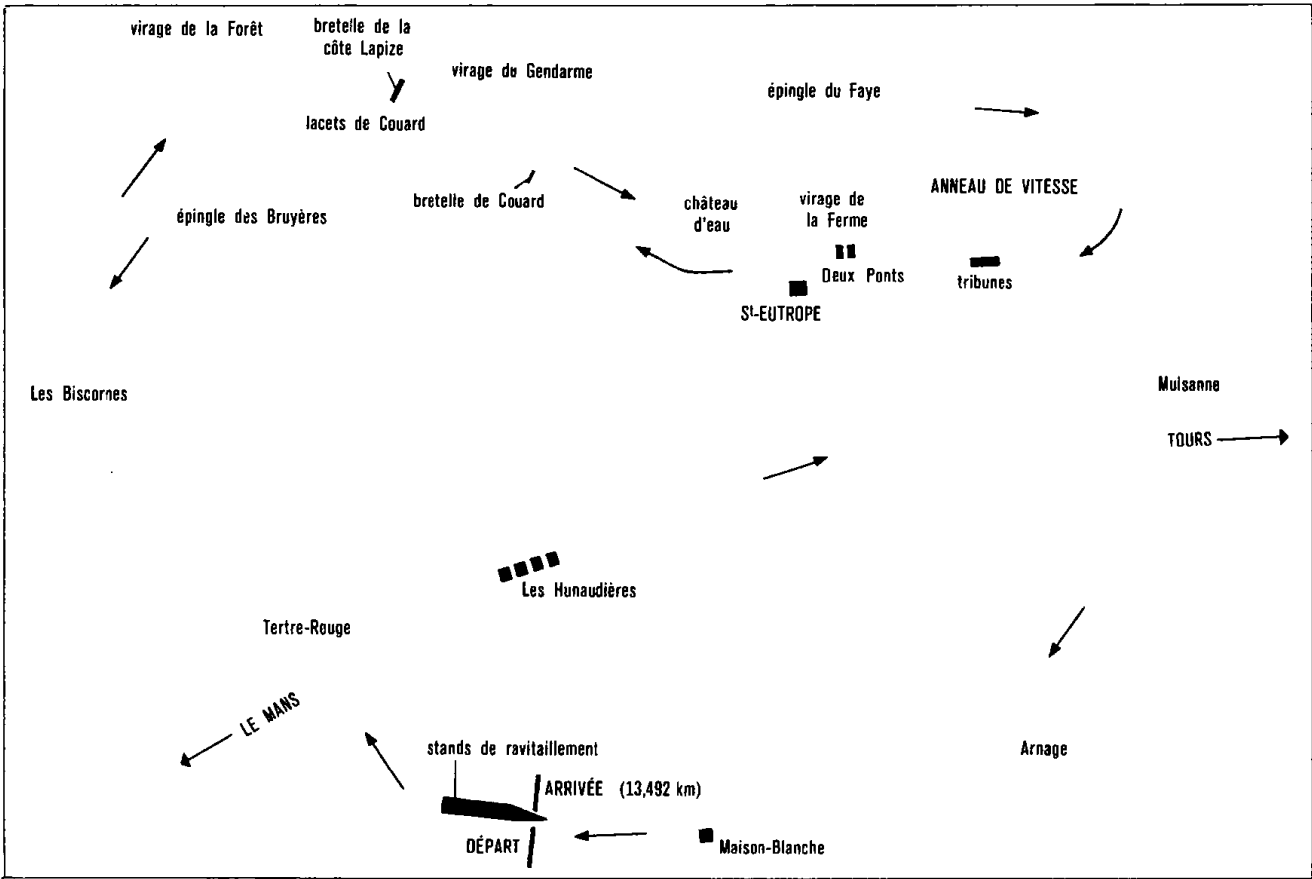 virage de la Forêt
bretelle de la
côte Lapize
virage du Gendarme
épingle du Faye
lacets de Couard
ANNEAU DE VITESSE
bretelle de Couard
château
d'eau
virage de
la Ferme
épingle des Bruyères
Deux Ponts
tribunes
St-EUTROPE
Les Biscornes
Mulsanne
TOURS
Les Hunaudières
Tertre-Rouge
LE MANS
stands de ravitaillement
Arnage
ARRIVÉE (13,492 km)
DÉPART
Maison-Blanche